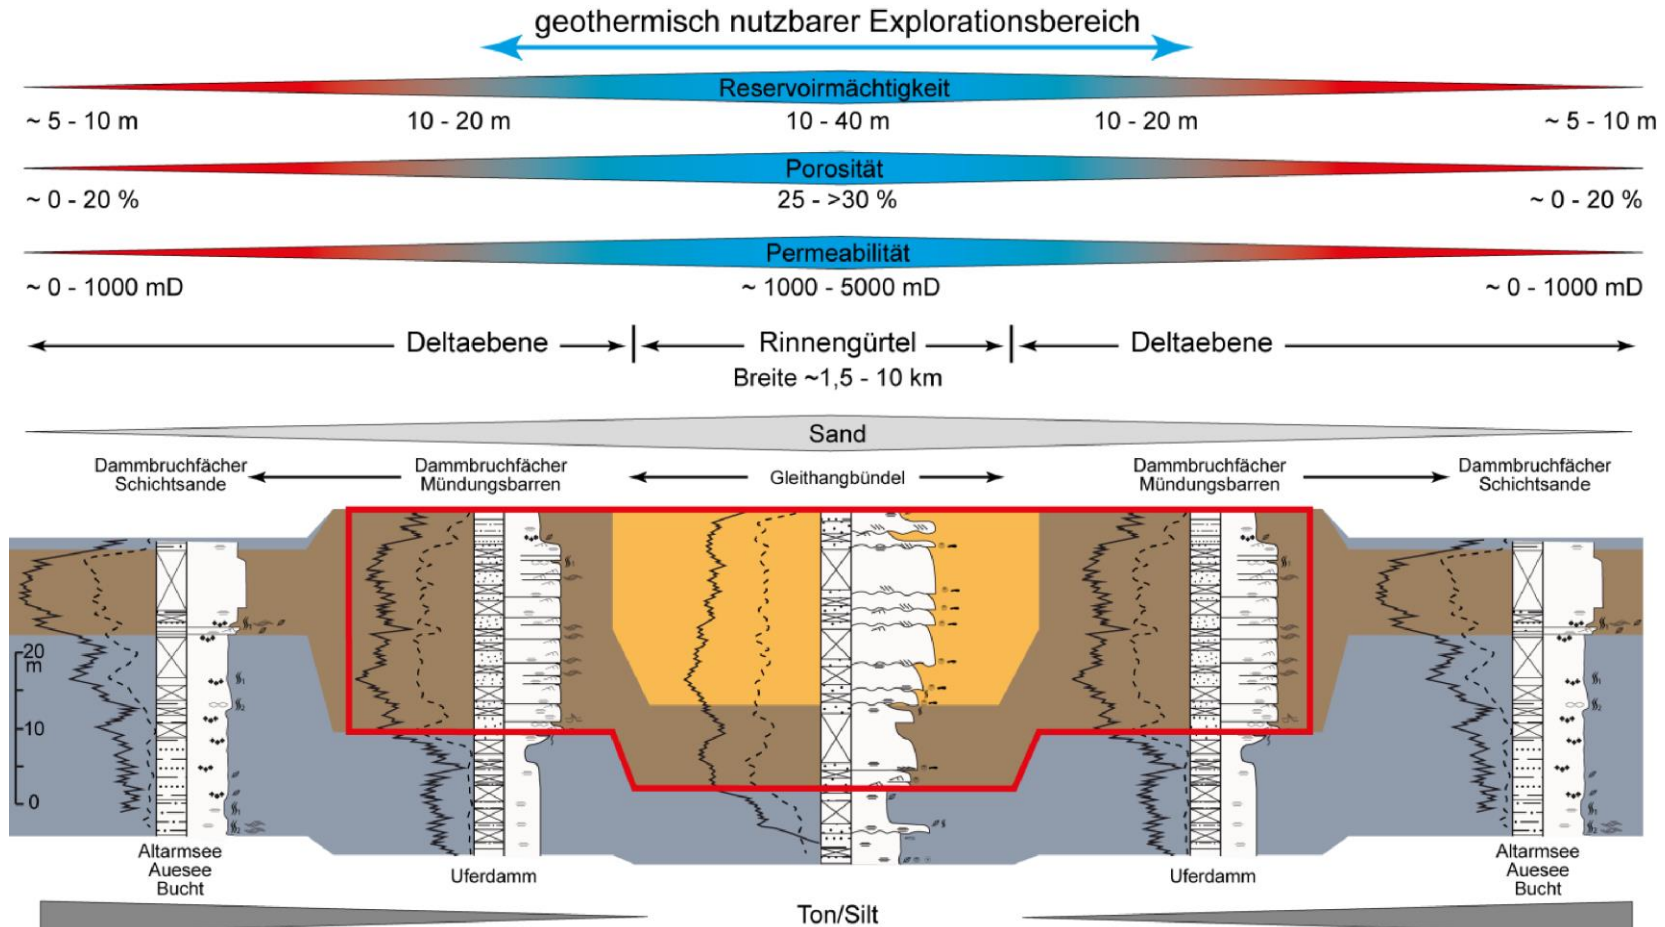 geothermisch nutzbarer Explorationsbereich
Reservoirmächtigkeit
~ 5 - 10 m 10 - 20 m 10 - 40 m 10 - 20 m ~ 5 - 10 m
Porosität
~ 0 - 20 % 25 - >30 % ~ 0 - 20 %
Permeabilität
~ 0 - 1000 mD ~ 1000 - 5000 mD ~ 0 - 1000 mD
Deltaebene Rinnengürtel Deltaebene
Breite ~1,5 - 10 km
Sand
Dammbruchfächer Dammbruchfächer Gleithangbündel Dammbruchfächer Dammbruchfächer
Schichtsande Mündungsbarren Mündungsbarren Schichtsande
20
m
10
0
Altarmsee Uferdamm Uferdamm Altarmsee
Auesee Auesee
Bucht Bucht
Ton/Silt